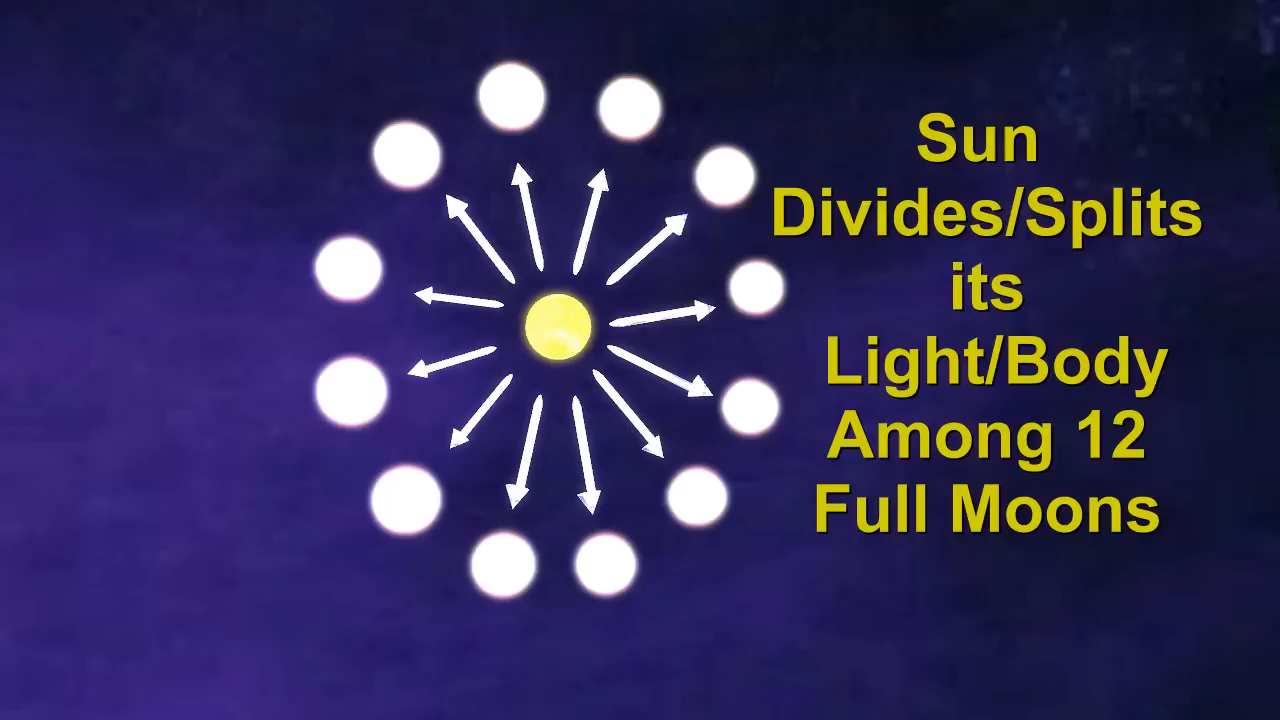 Sun
Divides/Splits
its
Light/Body
Among 12
Full Moons